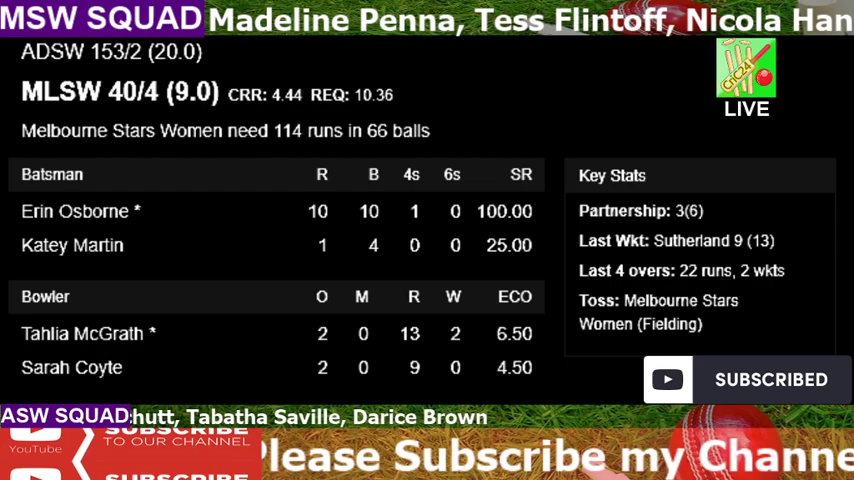 MSW SQUAD Madeline Penna, Tess Flintoff, Nicola Han
ADSW 153/2 (20.0)
MLSW 40/4 (9.0) CRR: 4.44 REQ: 10.36
CriC24
LIVE
Melbourne Stars Women need 114 runs in 66 balls
Batsman R B 4s 6s SR
Erin Osborne * 10 10 1 0 100.00
Katey Martin 1 4 0 0 25.00
Bowler O M R W ECO
Tahlia McGrath * 2 0 13 2 6.50
Sarah Coyte 2 0 9 0 4.50
Key Stats
Partnership: 3(6)
Last Wkt: Sutherland 9 (13)
Last 4 overs: 22 runs, 2 wkts
Toss: Melbourne Stars
Women (Fielding)
SUBSCRIBED
ASW SQUAD chutt, Tabatha Saville, Darice Brown
SUBSCRIBE
TO OUR CHANNEL
YouTube
SUBSCRIBE
Please Subscribe my Channe